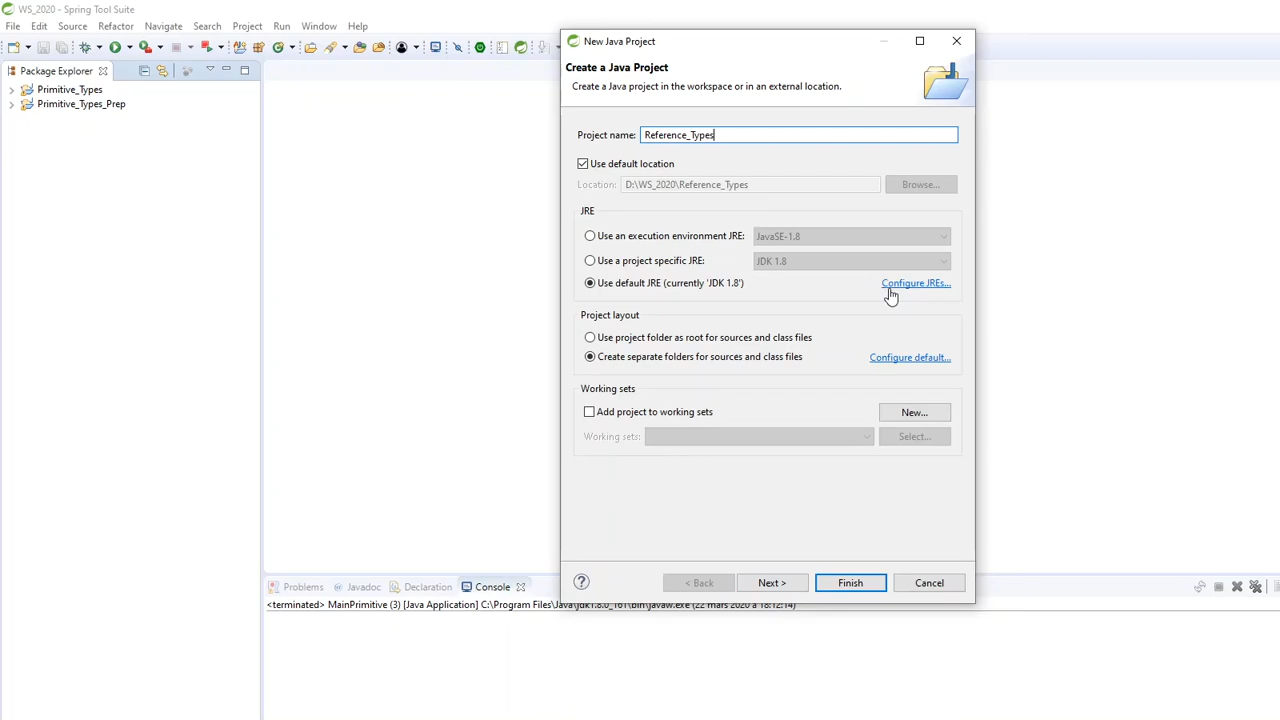 WS_2020 - Spring Tool Suite
File Edit Source Refactor Navigate Search Project Run Window Help
Package Explorer
Primitive_Types
Primitive_Types_Prep
New Java Project
Create a Java Project
Create a Java project in the workspace or in an external location.
Project name: Reference_Types
Use default location
Location: D:\WS_2020\Reference_Types Browse...
JRE
Use an execution environment JRE: JavaSE-1.8
Use a project specific JRE: JDK 1.8
Use default JRE (currently 'JDK 1.8') Configure JREs...
Project layout
Use project folder as root for sources and class files
Create separate folders for sources and class files Configure default...
Working sets
Add project to working sets New...
Working sets: Select...
? < Back Next > Finish Cancel
Problems Javadoc Declaration Console
<terminated> MainPrimitive (3) [Java Application] C:\Program Files\Java\jdk1.8.0_161\bin\javaw.exe (22 mars 2020 à 18:12:14)